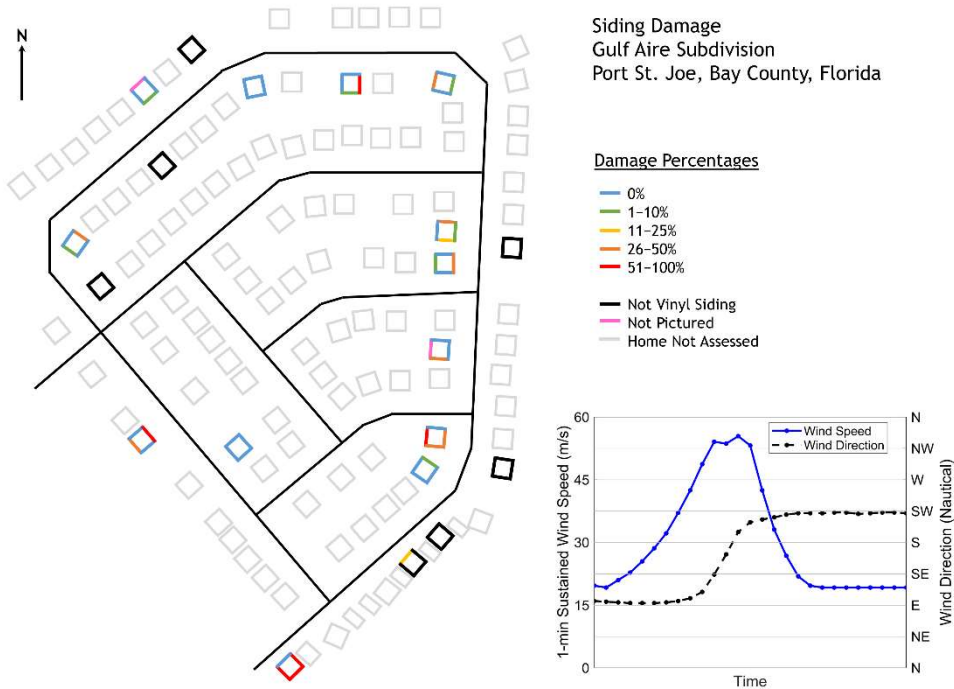 Siding Damage
Gulf Aire Subdivision
Port St. Joe, Bay County, Florida
N
Damage Percentages
0%
1-10%
11-25%
26-50%
51-100%
Not Vinyl Siding
Not Pictured
Home Not Assessed
60
45
30
15
0
1-min Sustained Wind Speed (m/s)
Wind Speed
Wind Direction
N
NW
W
SW
S
SE
E
NE
N
Wind Direction (Nautical)
Time